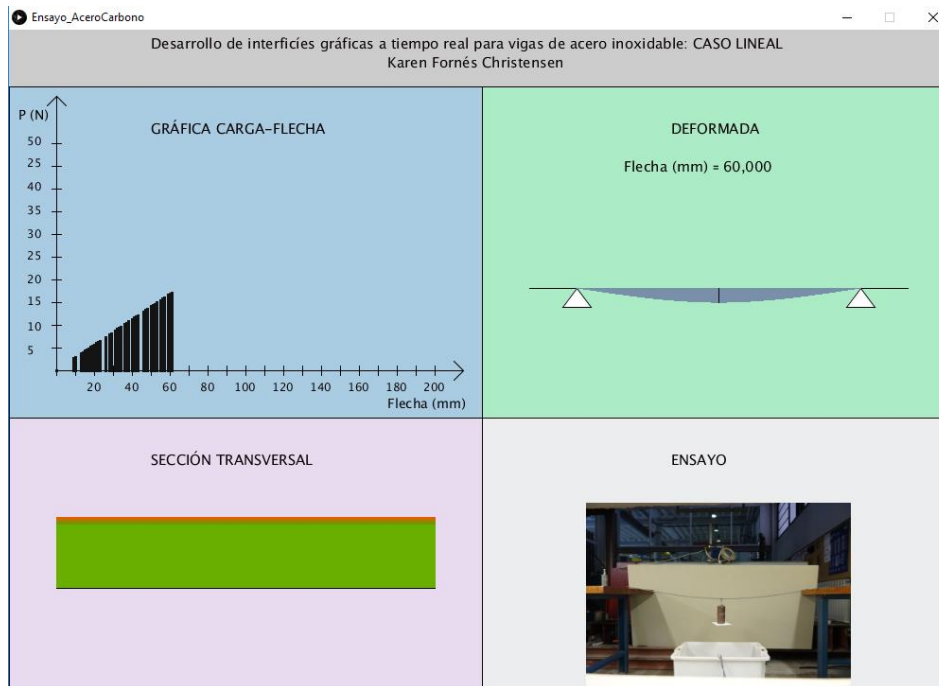 Ensayo_AceroCarbono
Desarrollo de interficíes gráficas a tiempo real para vigas de acero inoxidable: CASO LINEAL
Karen Fornés Christensen
P (N)
GRÁFICA CARGA-FLECHA
50
25
40
35
30
25
20
15
10
5
20 40 60 80 100 120 140 160 180 200
Flecha (mm)
DEFORMADA
Flecha (mm) = 60,000
SECCIÓN TRANSVERSAL
ENSAYO